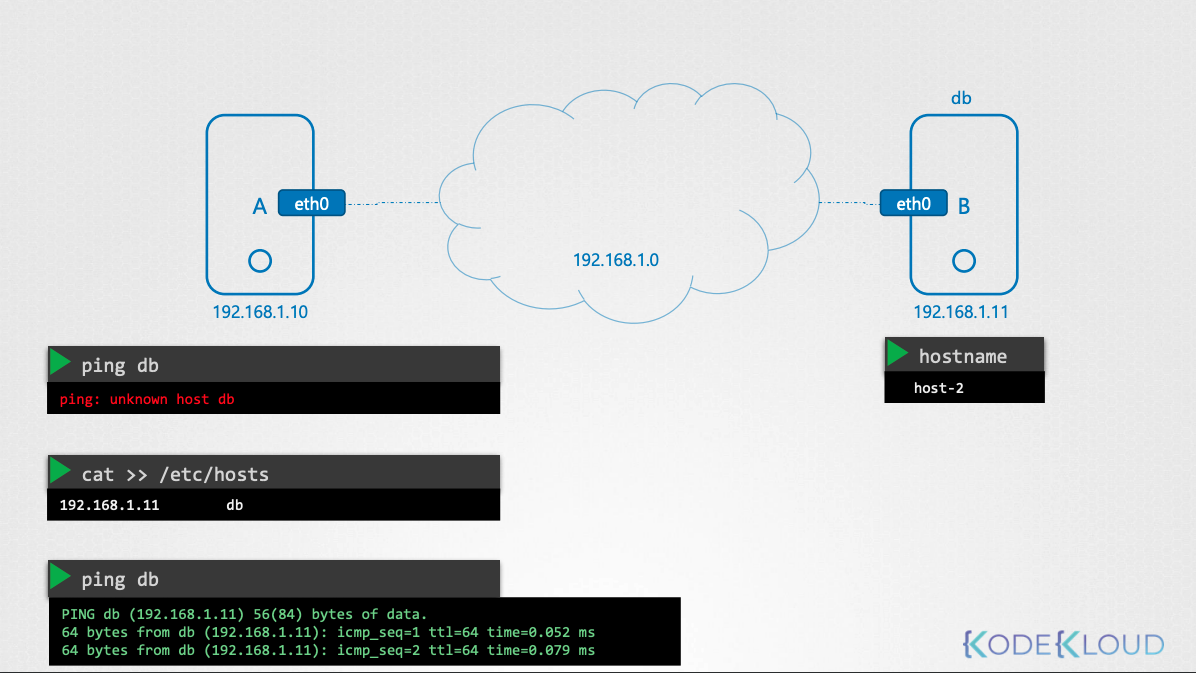 db
A
eth0
eth0
B
192.168.1.0
192.168.1.10
192.168.1.11
ping db
ping: unknown host db
hostname
host-2
cat >> /etc/hosts
192.168.1.11 db
ping db
PING db (192.168.1.11) 56(84) bytes of data.
64 bytes from db (192.168.1.11): icmp_seq=1 ttl=64 time=0.052 ms
64 bytes from db (192.168.1.11): icmp_seq=2 ttl=64 time=0.079 ms
KODEKLOUD